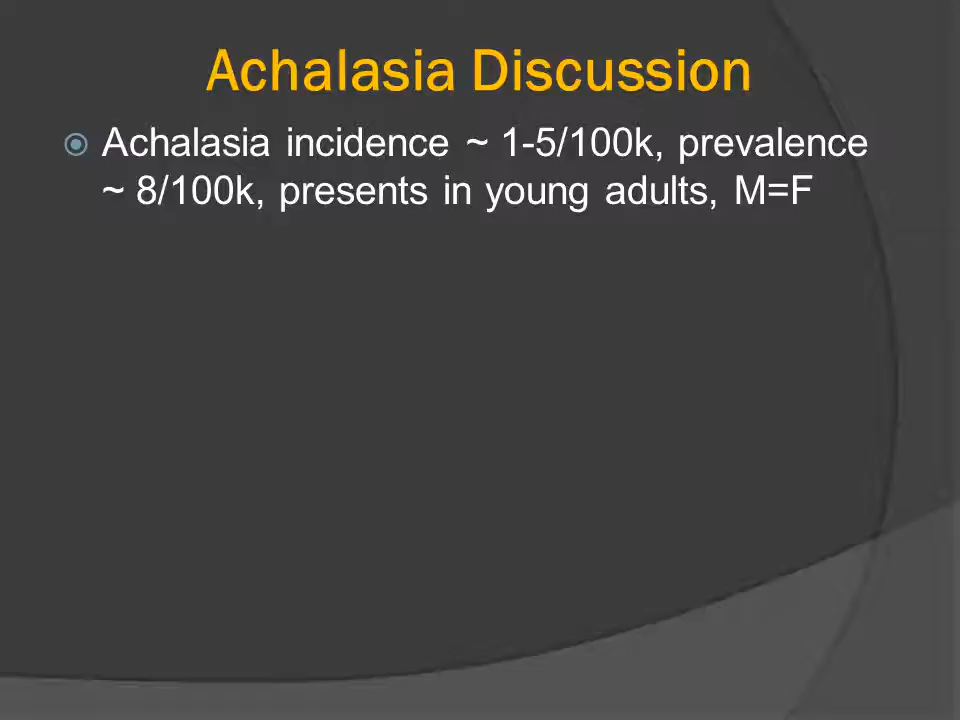 Achalasia Discussion
Achalasia incidence ~ 1-5/100k, prevalence
~ 8/100k, presents in young adults, M=F